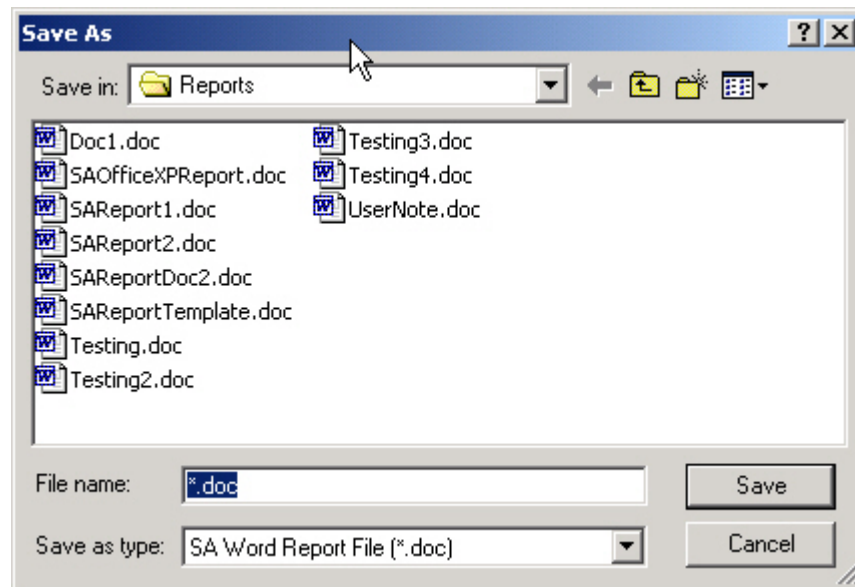 Save As
Save in: Reports
Doc1.doc
SAOfficeXPReport.doc
SAReport1.doc
SAReport2.doc
SAReportDoc2.doc
SAReportTemplate.doc
Testing.doc
Testing2.doc
Testing3.doc
Testing4.doc
UserNote.doc
File name: *.doc
Save
Save as type: SA Word Report File (*.doc)
Cancel